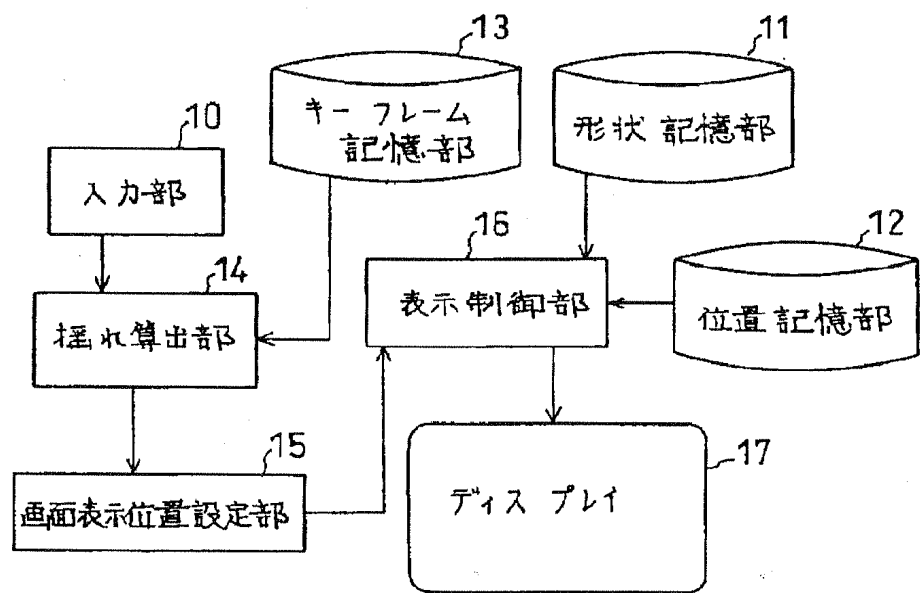 13
11
キーフレーム
記憶部
形状記憶部
10
入力部
16
12
14
表示制御部
位置記憶部
揺れ算出部
15
17
画面表示位置設定部
ディスプレイ